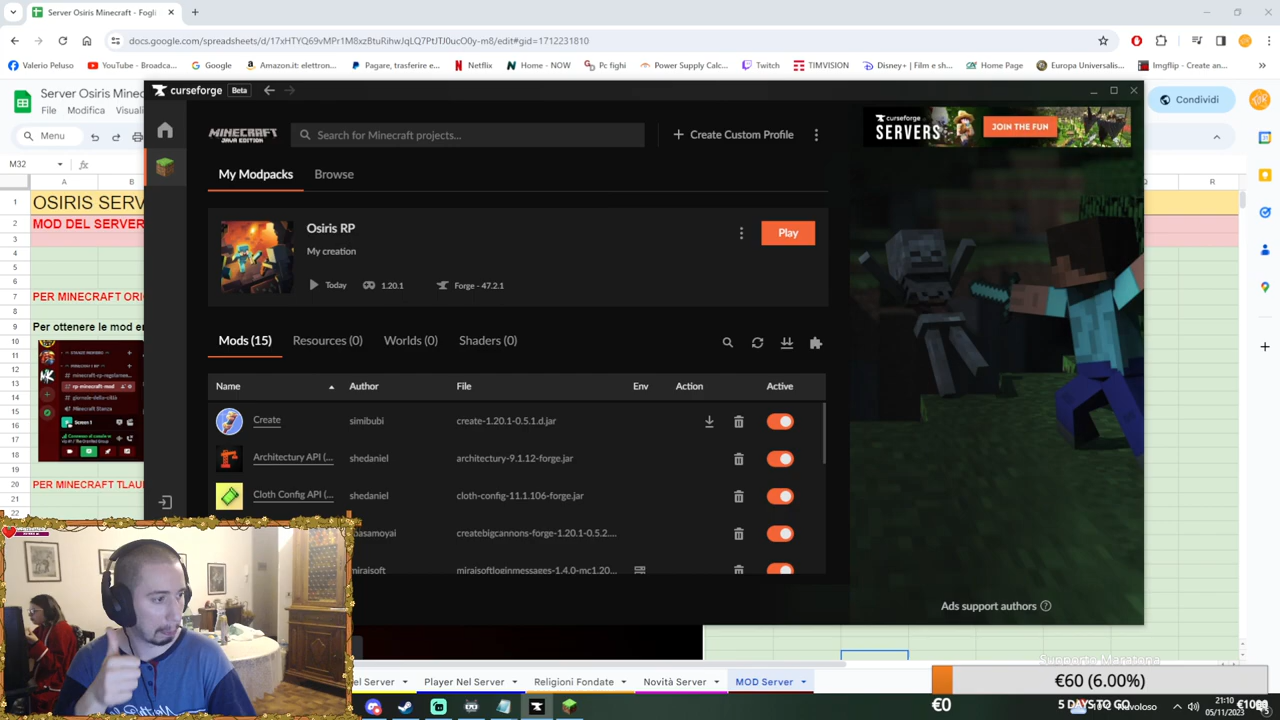 Server Osiris Minecraft - Fogli
docs.google.com/spreadsheets/d/17xHTYQ69vMPr1M8xzBtuRihwJqLQ7PtJTJ0ucO0y-m8/edit#gid=1712231810
Valerio Peluso YouTube - Broadca... Google Amazon.it: elettron... Pagare, trasferire e... Netflix Home - NOW Pc fighi Power Supply Calc... Twitch TIMVISION Disney+ | Film e sh... Home Page Europa Universalis... Imgflip - Create an...
Server Osiris Minec
File Modifica Visuali
Condividi
Menu
M32
A B R
OSIRIS SERV
MOD DEL SERVER
PER MINECRAFT ORI
Per ottenere le mod en
PER MINECRAFT TLAU
curseforge Beta
MINECRAFT
JAVA EDITION
Search for Minecraft projects...
Create Custom Profile
curseforge
SERVERS
JOIN THE FUN
My Modpacks Browse
Osiris RP
My creation
Play
Today 1.20.1 Forge - 47.2.1
Mods (15) Resources (0) Worlds (0) Shaders (0)
Name Author File Env Action Active
Create simibubi create-1.20.1-0.5.1.d.jar
Architectury API (... shedaniel architectury-9.1.12-forge.jar
Cloth Config API (... shedaniel cloth-config-11.1.106-forge.jar
basamoyai createbigcannons-forge-1.20.1-0.5.2....
miraisoft miraisoftloginmessages-1.4.0-mc1.20...
Ads support authors
Supporto Maratona
€60 (6.00%)
€0 5 DAYS TO GO
el Server Player Nel Server Religioni Fondate Novità Server MOD Server
21:10
05/11/2023